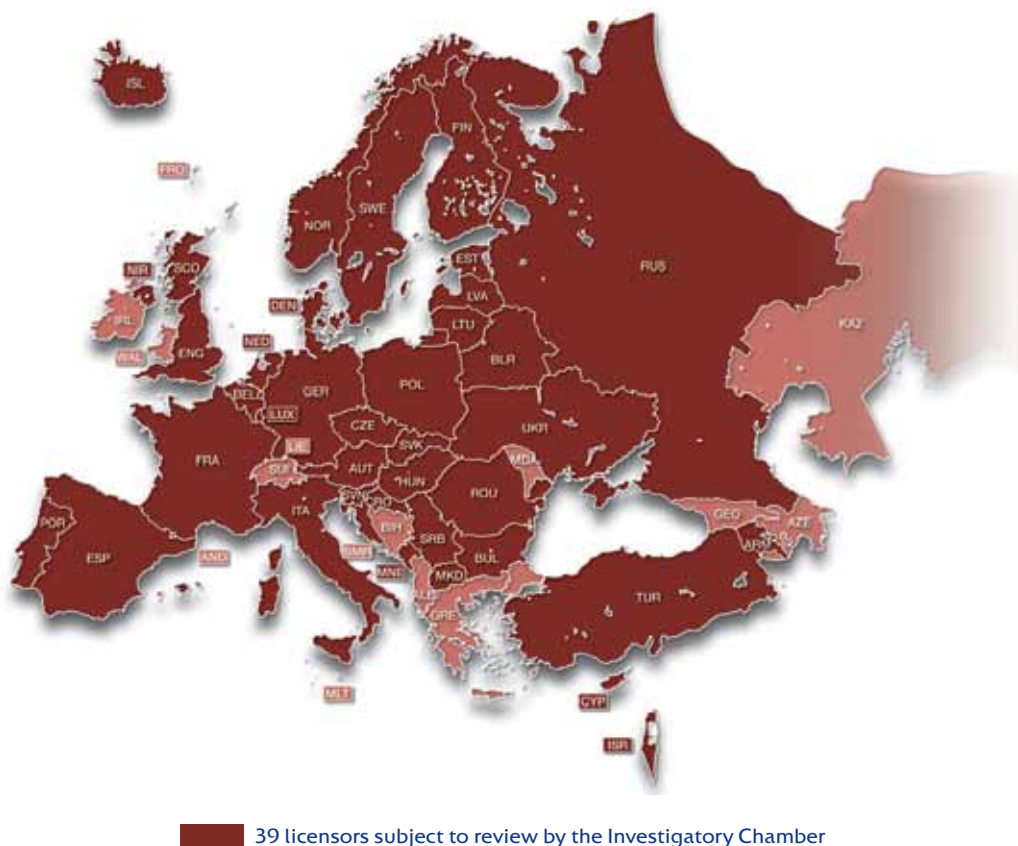 ISL
FIN
FRO
SWE
NOR
EST
RUS
NIR
SCO
LVA
DEN
IRL
LTU
KAZ
NED
WAL
ENG
BLR
GER
POL
BEL
LUX
CZE
UKR
LIE
SVK
MDA
FRA
SUI
AUT
HUN
ROU
SVN
CRO
ITA
GEO
AZE
POR
BIH
SRB
ARM
ESP
AND
SMR
BUL
MNE
MKD
ALB
TUR
GRE
MLT
CYP
ISR
39 licensors subject to review by the Investigatory Chamber